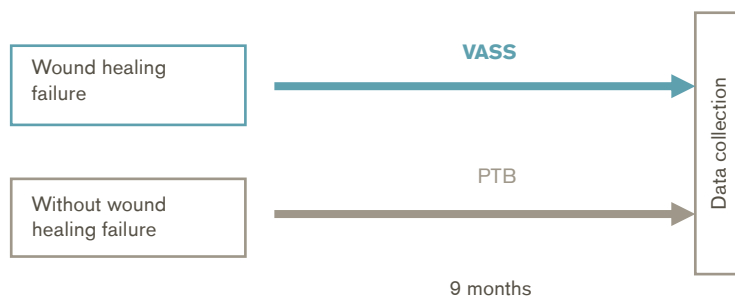 Wound healing
failure
VASS
Without wound
healing failure
PTB
Data collection
9 months